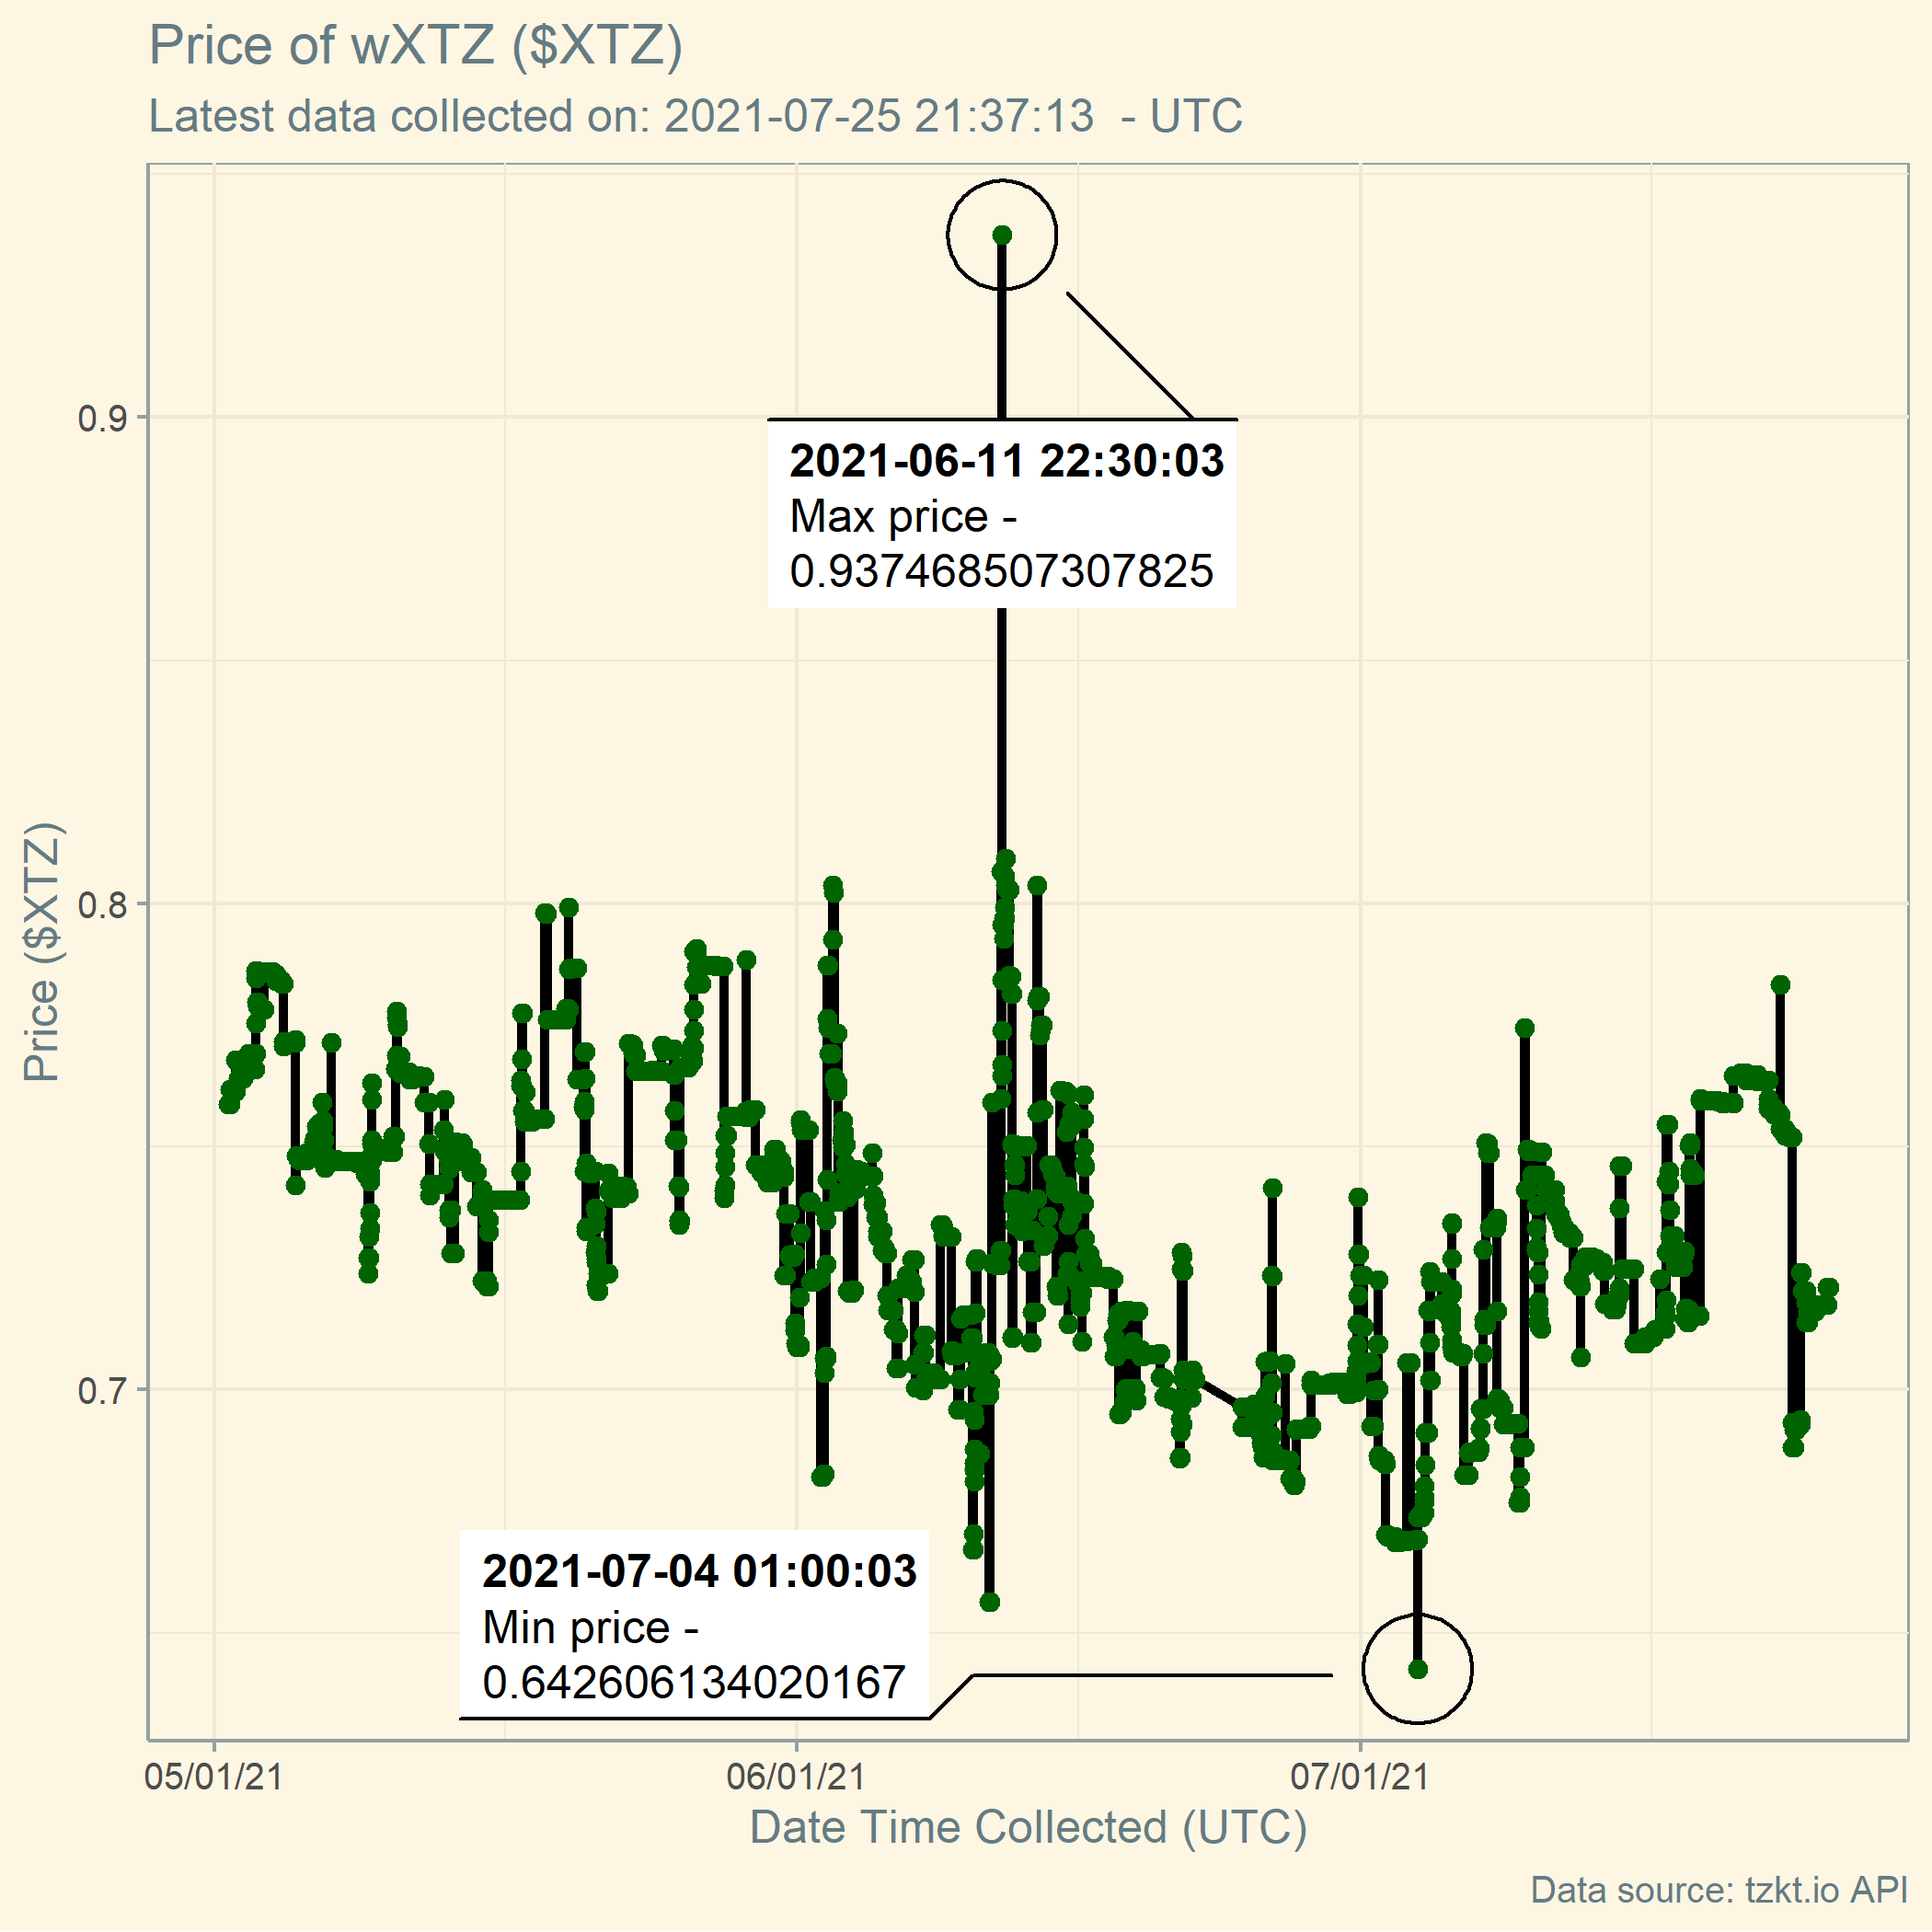 Price of wXTZ ($XTZ)
Latest data collected on: 2021-07-25 21:37:13  - UTC
2021-06-11 22:30:03
Max price -
0.937468507307825
2021-07-04 01:00:03
Min price -
0.642606134020167
Price ($XTZ)
0.9
0.8
0.7
05/01/21
06/01/21
07/01/21
Date Time Collected (UTC)
Data source: tzkt.io API